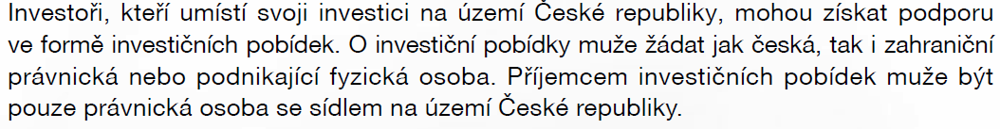 Investoři, kteří umístí svoji investici na území České republiky, mohou získat podporu
ve formě investičních pobídek. O investiční pobídky muže žádat jak česká, tak i zahraniční
právnická nebo podnikající fyzická osoba. Příjemcem investičních pobídek muže být
pouze právnická osoba se sídlem na území České republiky.